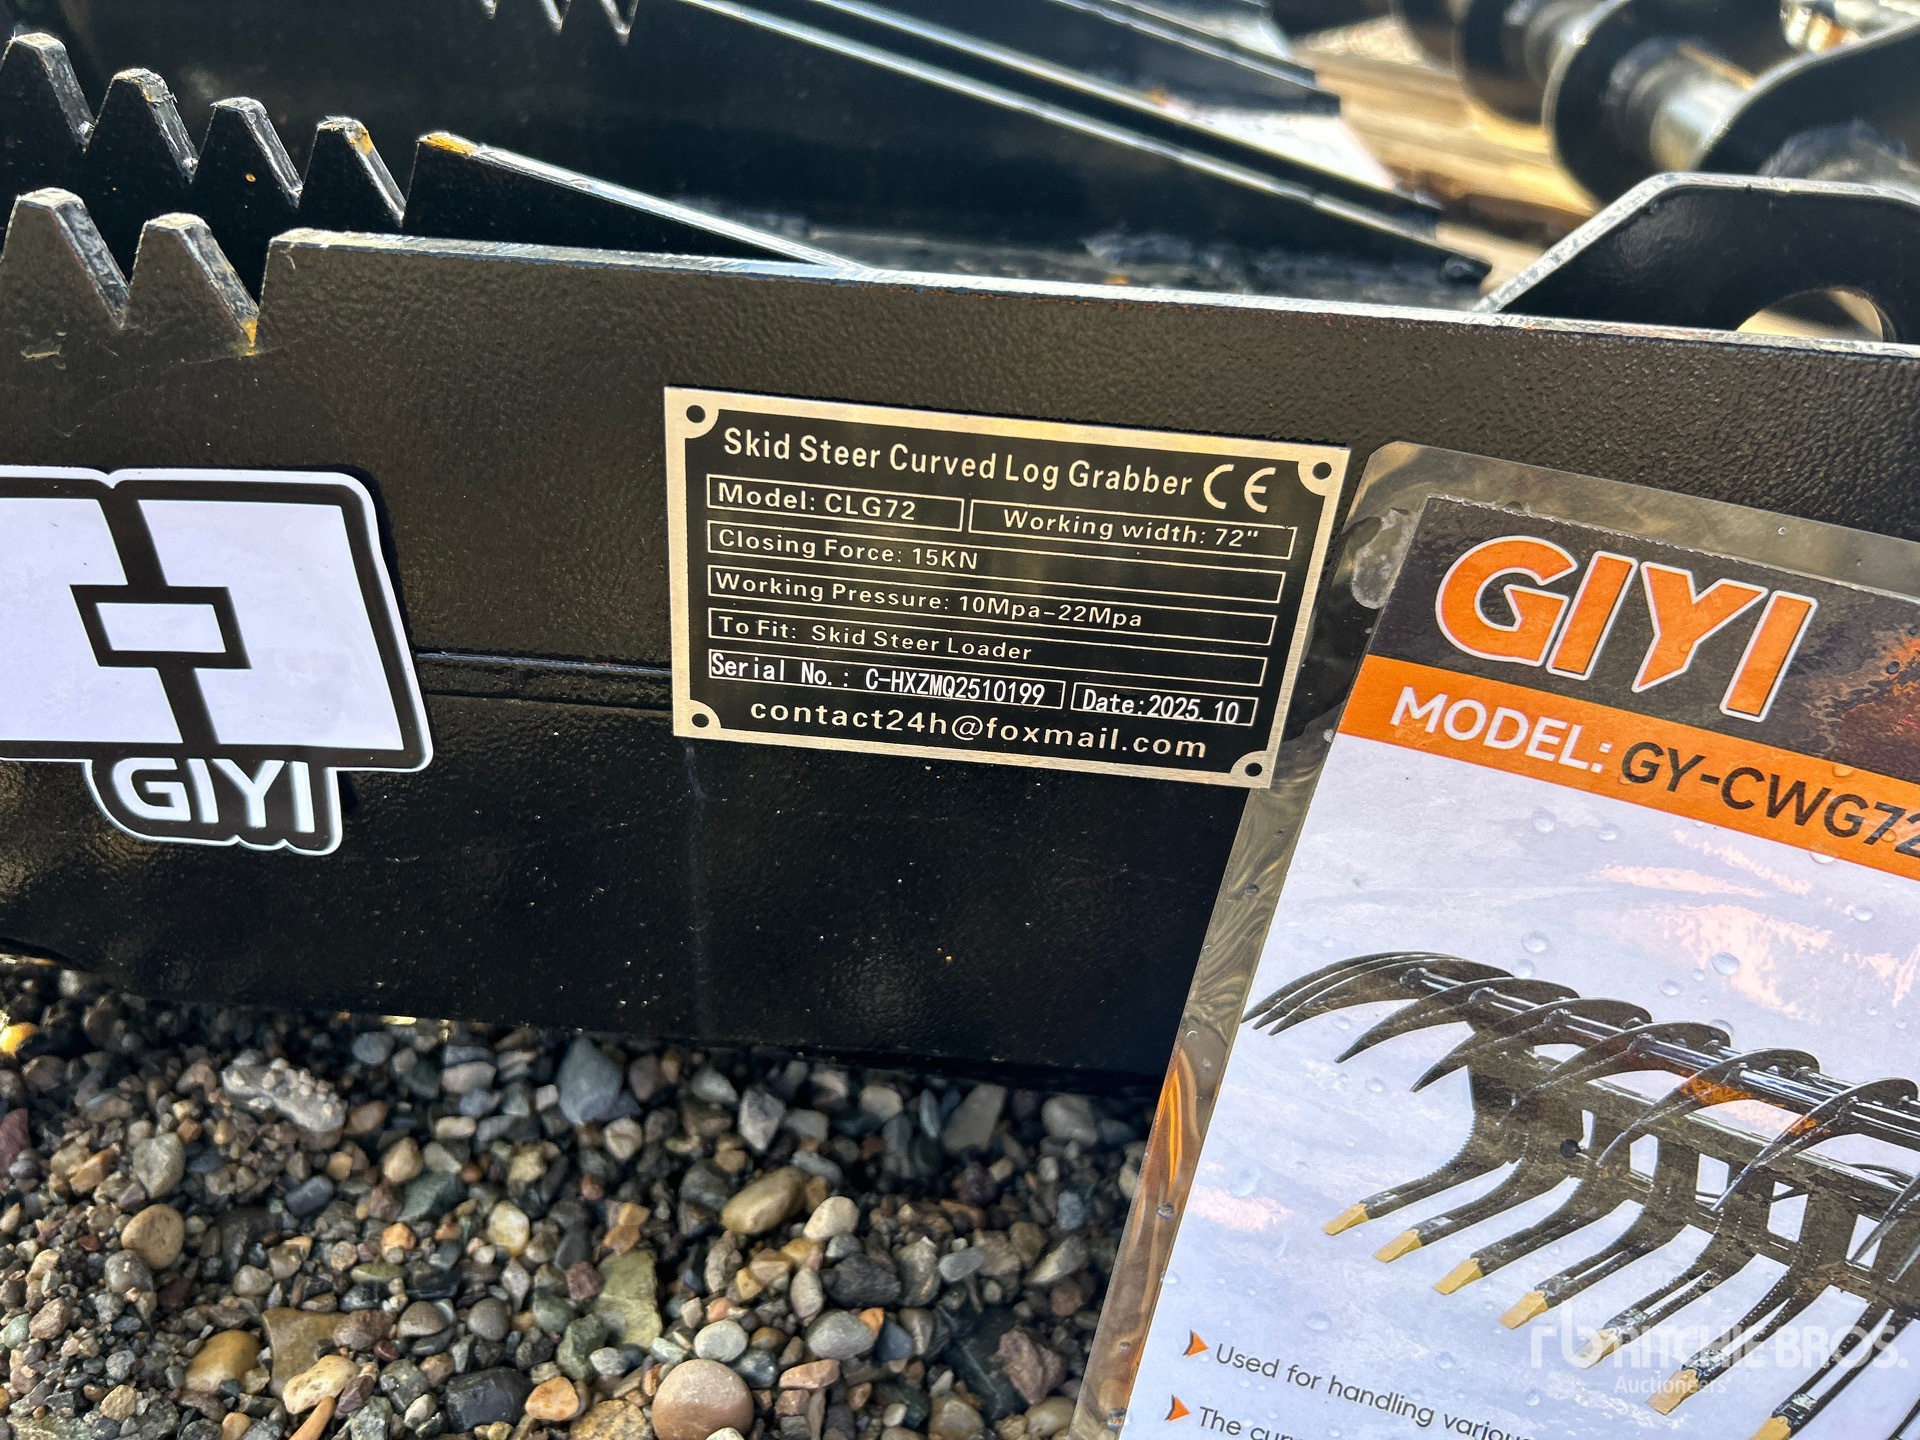 Skid Steer Curved Log Grabber CE
Model: CLG72
Working width: 72"
Closing Force: 15KN
Working Pressure: 10Mpa-22Mpa
To Fit: Skid Steer Loader
Serial No.: C-HXZMQ2510199
Date:2025.10
contact24h@foxmail.com
GIYI
GIYI
MODEL: GY-CWG72
Used for handling various
The
RITCHIE BROS.
Auctioneers